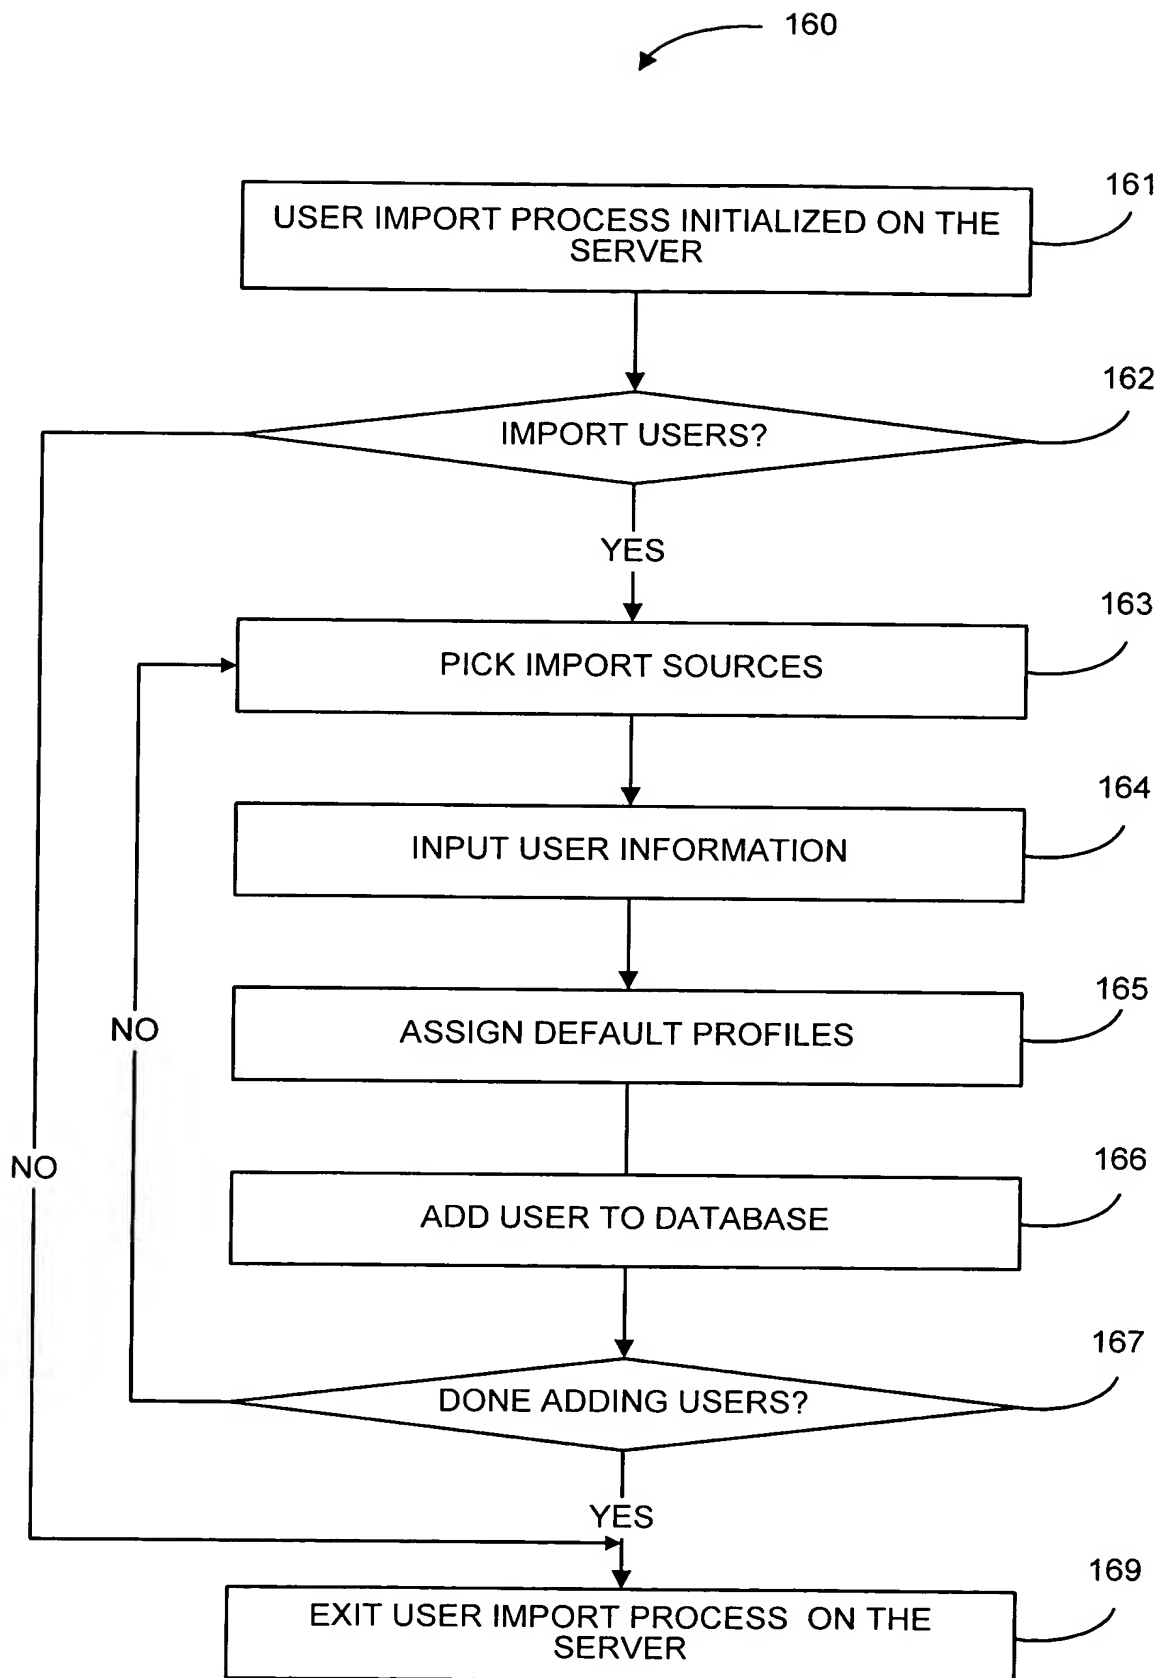 160
161
USER IMPORT PROCESS INITIALIZED ON THE
SERVER
162
IMPORT USERS?
YES
163
PICK IMPORT SOURCES
164
INPUT USER INFORMATION
165
ASSIGN DEFAULT PROFILES
NO
NO
166
ADD USER TO DATABASE
167
DONE ADDING USERS?
YES
169
EXIT USER IMPORT PROCESS ON THE
SERVER